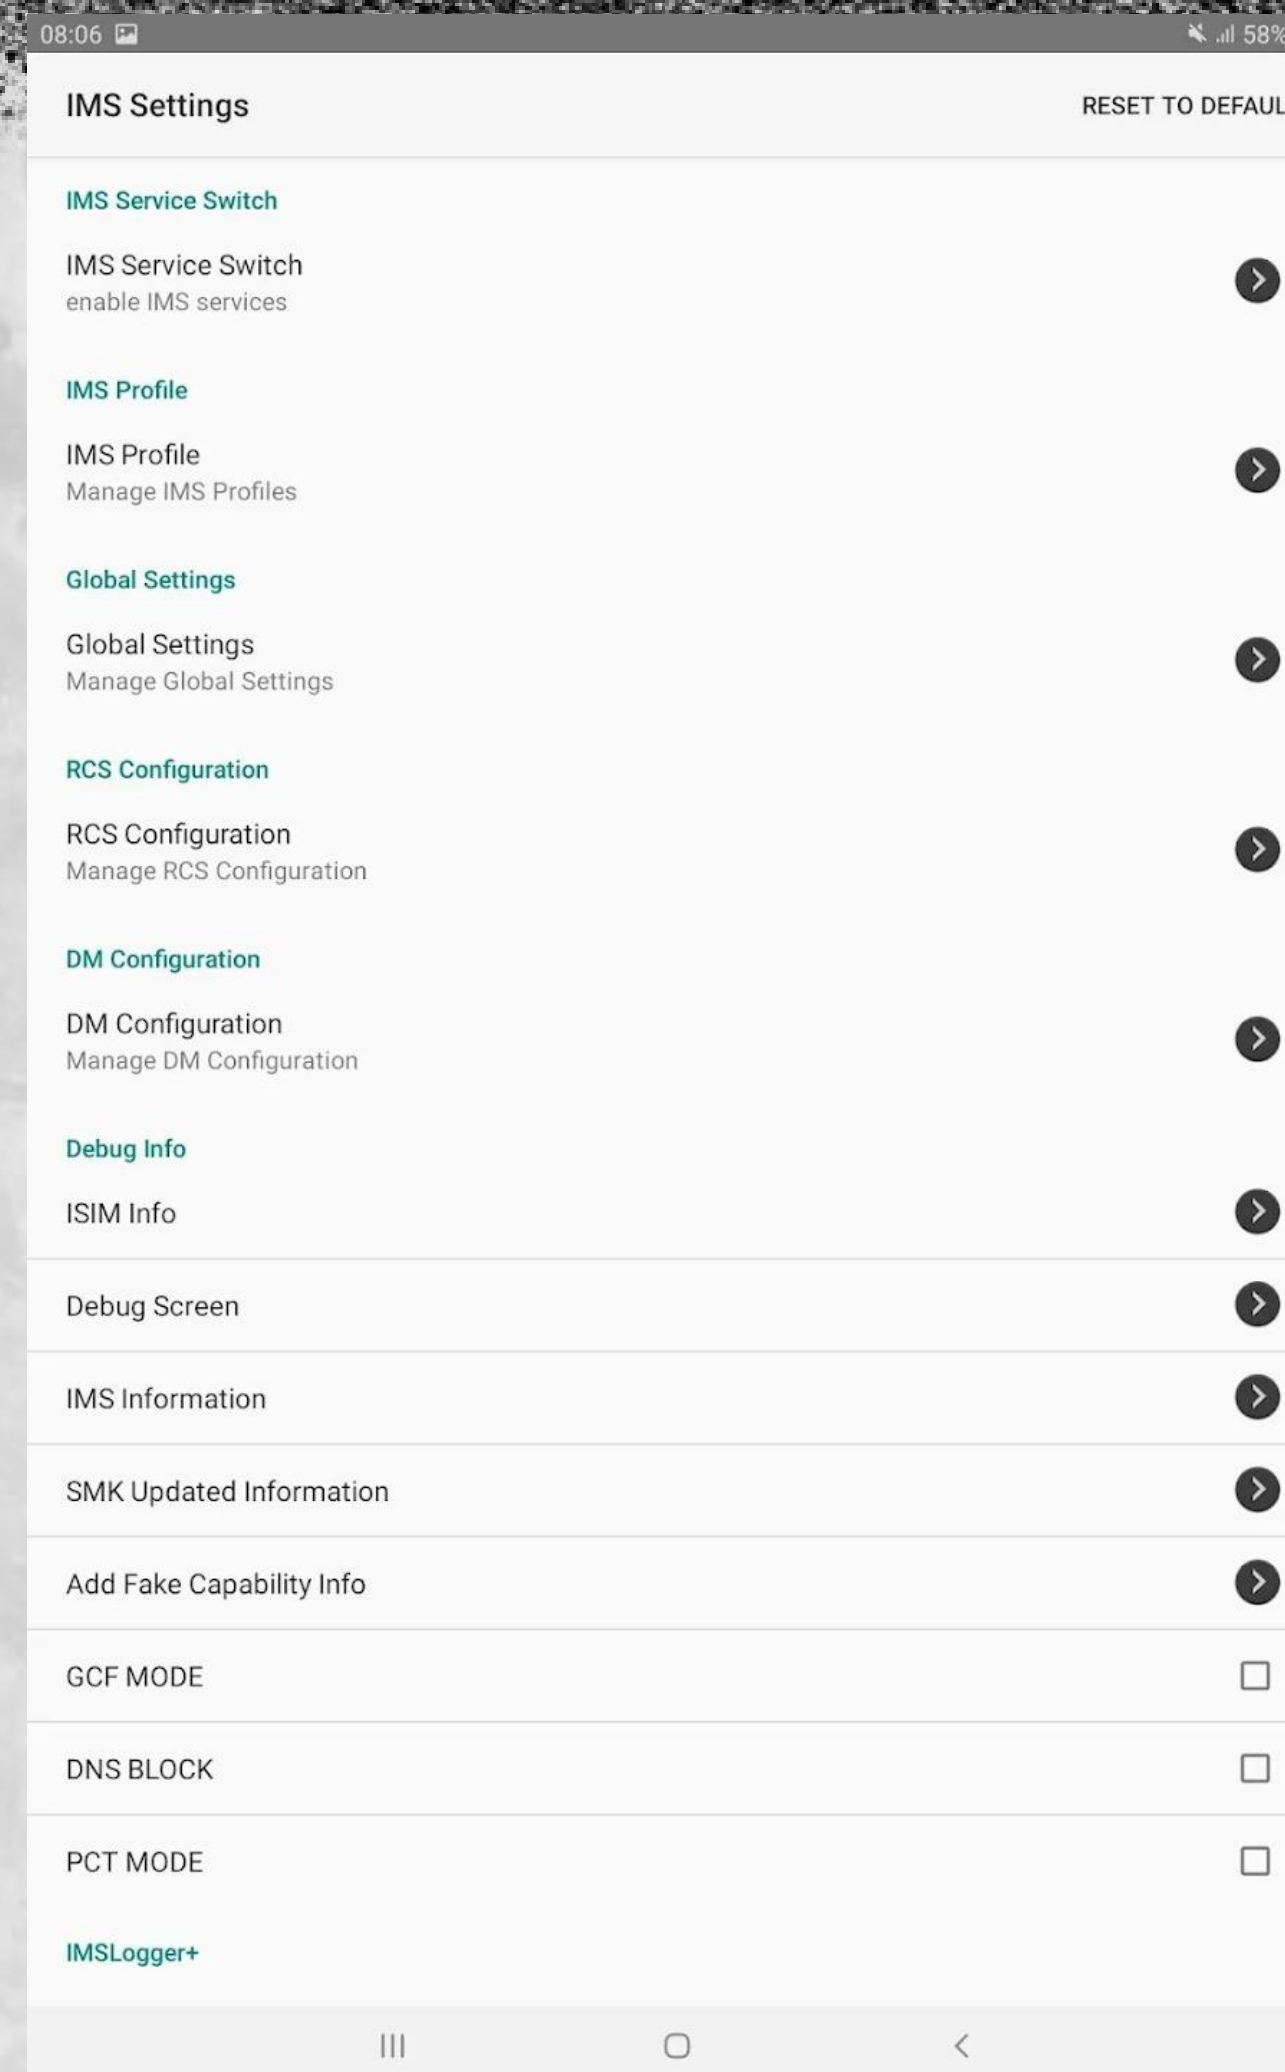 08:06
58%
IMS Settings
RESET TO DEFAUL
IMS Service Switch
IMS Service Switch
enable IMS services
IMS Profile
IMS Profile
Manage IMS Profiles
Global Settings
Global Settings
Manage Global Settings
RCS Configuration
RCS Configuration
Manage RCS Configuration
DM Configuration
DM Configuration
Manage DM Configuration
Debug Info
ISIM Info
Debug Screen
IMS Information
SMK Updated Information
Add Fake Capability Info
GCF MODE
DNS BLOCK
PCT MODE
IMSLogger+